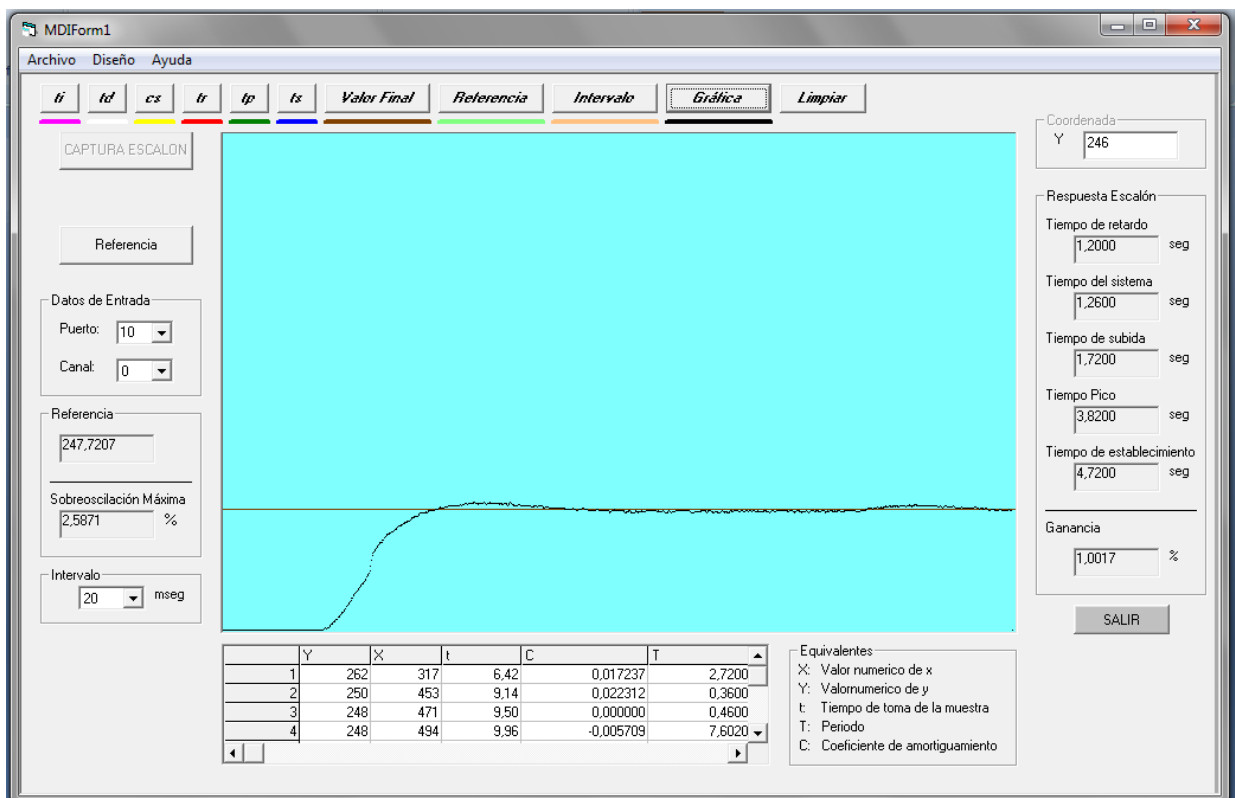 MDIForm1
Archivo Diseño Ayuda
ti td cs tr tp ts Valor Final Referencia Intervalo Gráfica Limpiar
CAPTURA ESCALON
Referencia
Datos de Entrada
Puerto: 10
Canal: 0
Referencia
247,7207
Sobreoscilación Máxima
2,5871 %
Intervalo
20 mseg
Coordenada
Y 246
Respuesta Escalón
Tiempo de retardo
1,2000 seg
Tiempo del sistema
1,2600 seg
Tiempo de subida
1,7200 seg
Tiempo Pico
3,8200 seg
Tiempo de establecimiento
4,7200 seg
Ganancia
1,0017 %
SALIR
Y X t C T
1 262 317 6,42 0,017237 2,7200
2 250 453 9,14 0,022312 0,3600
3 248 471 9,50 0,000000 0,4600
4 248 494 9,96 -0,005709 7,6020
Equivalentes
X: Valor numerico de x
Y: Valornumerico de y
t: Tiempo de toma de la muestra
T: Periodo
C: Coeficiente de amortiguamiento